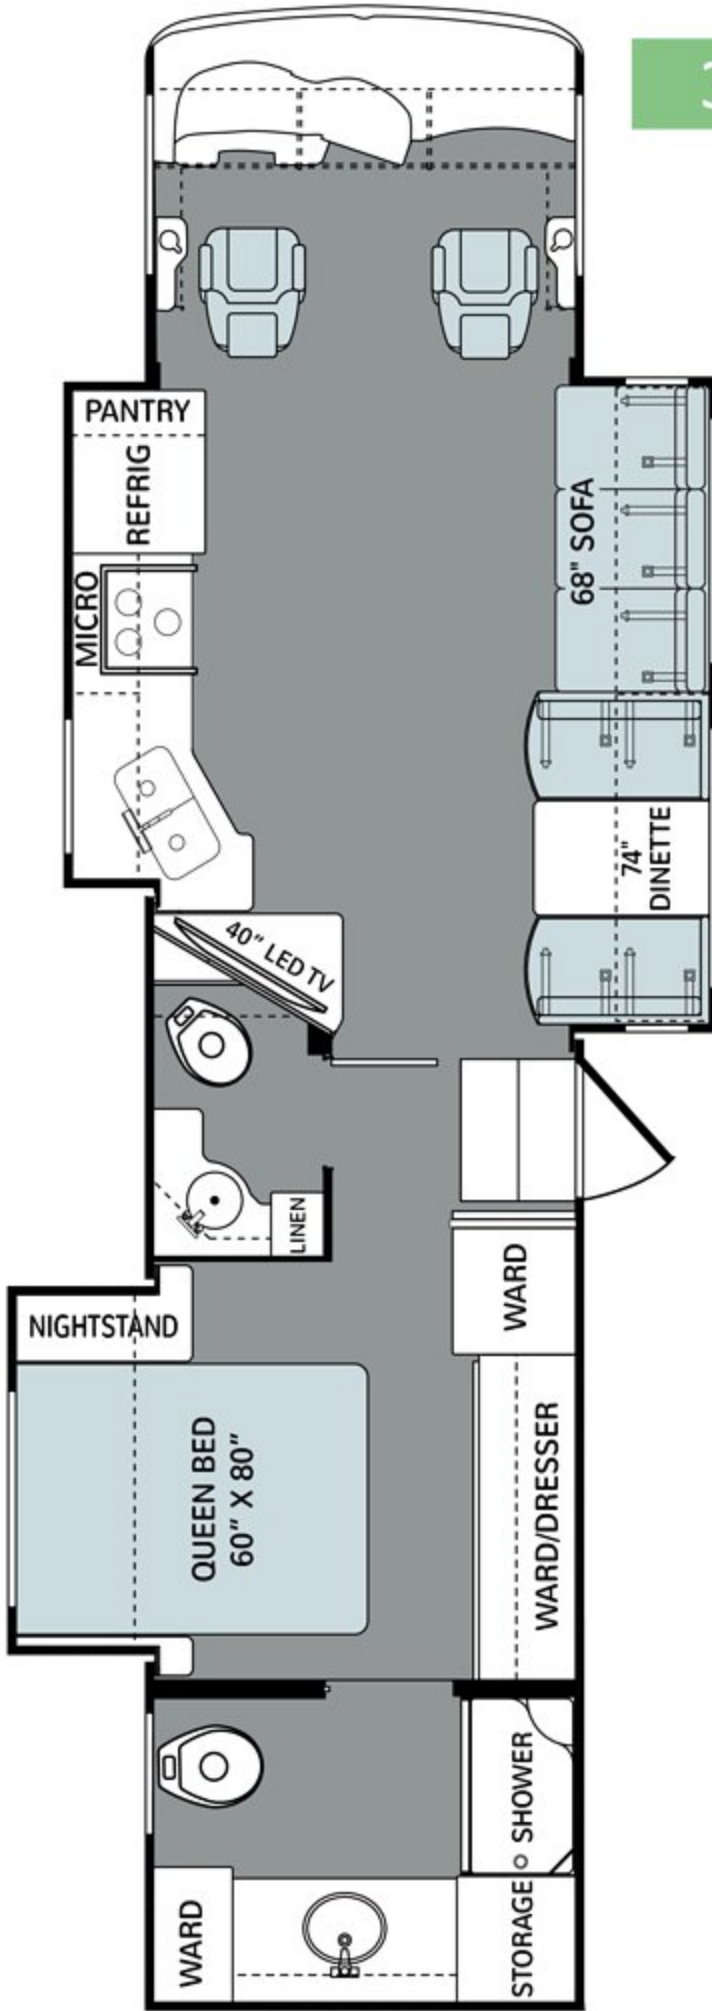 3
PANTRY
REFRIG
MICRO
68" SOFA
74"
DINETTE
40" LED TV
LINEN
WARD
NIGHTSTAND
QUEEN BED
60" X 80"
WARD/DRESSER
SHOWER
STORAGE
WARD